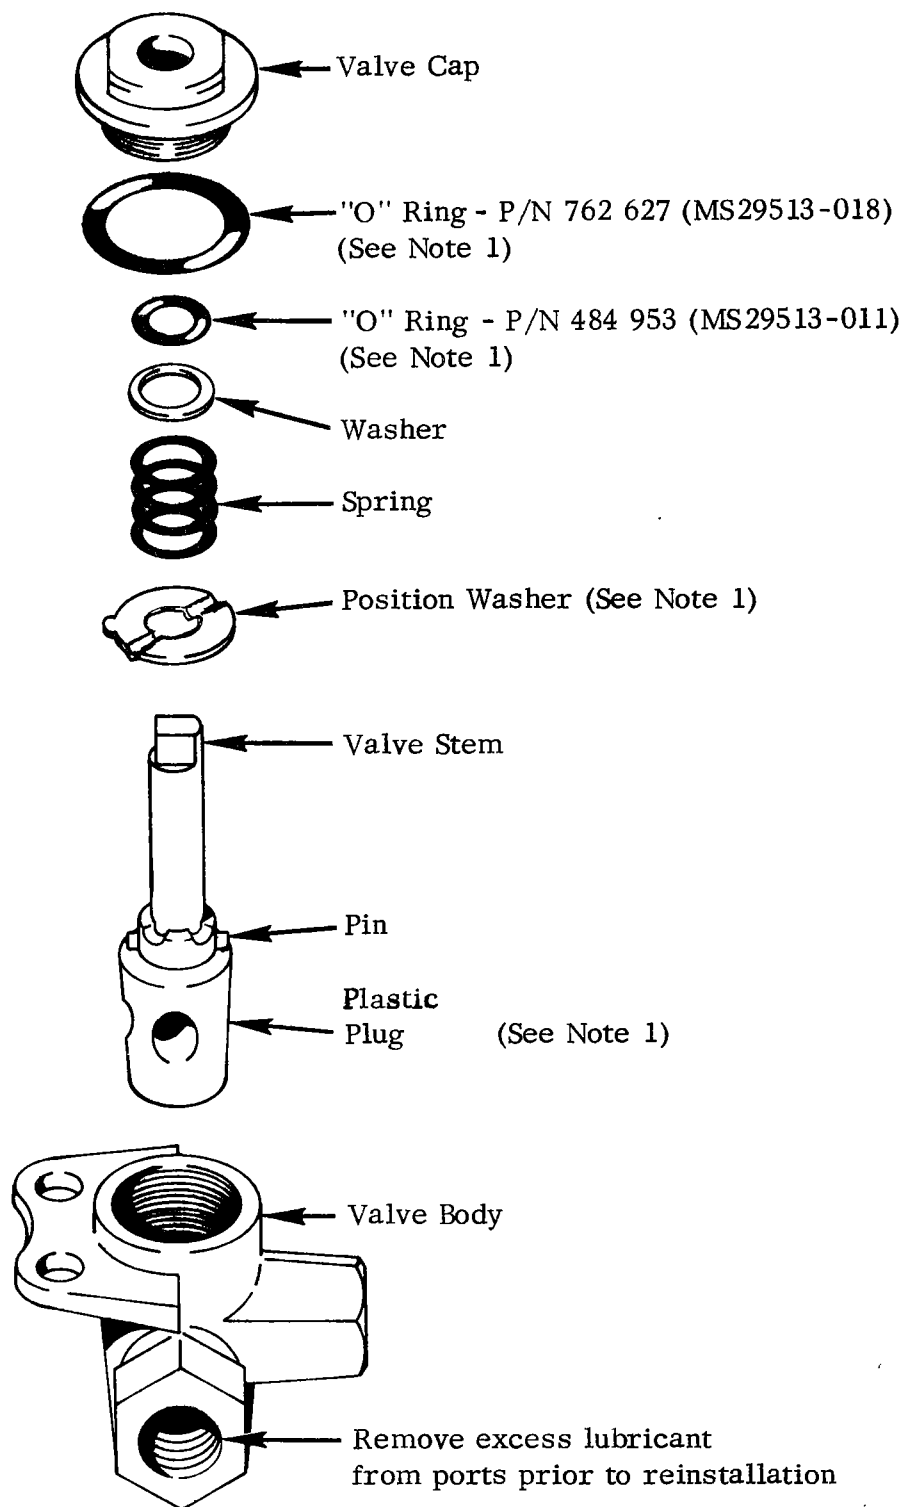 Valve Cap
"O" Ring - P/N 762 627 (MS29513-018)
(See Note 1)
"O" Ring - P/N 484 953 (MS29513-011)
(See Note 1)
Washer
Spring
Position Washer (See Note 1)
Valve Stem
Pin
Plastic
Plug (See Note 1)
Valve Body
Remove excess lubricant
from ports prior to reinstallation